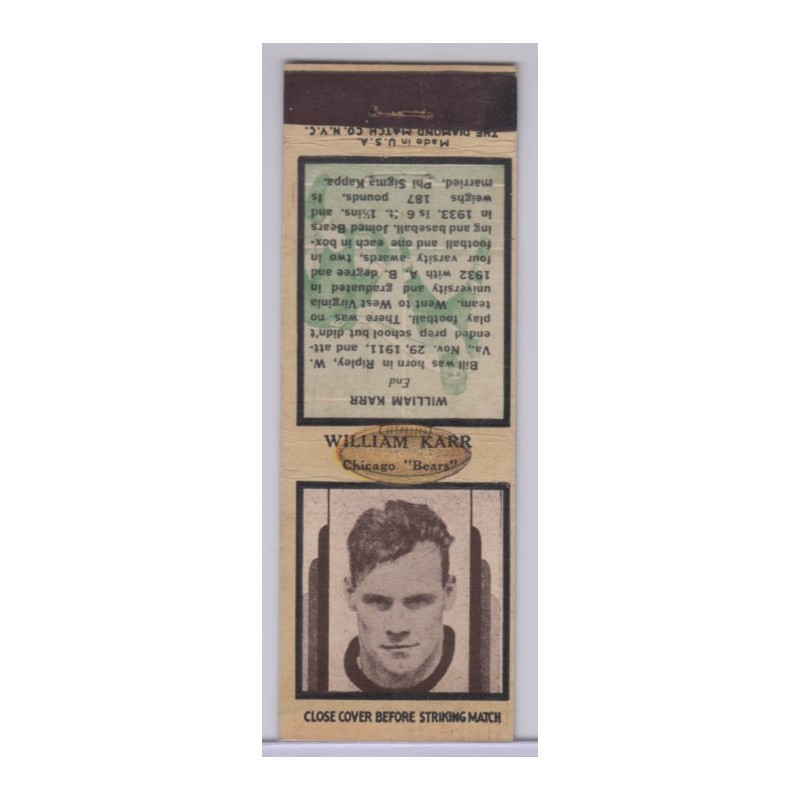 WILLIAM KARR
Chicago "Bears"
CLOSE COVER BEFORE STRIKING MATCH
WILLIAM KARR
End
Bill was born in Ripley, W.
Va., Nov. 29, 1911, and att-
ended prep school but didn't
play football. There was no
team. Went to West Virginia
university and graduated in
1932 with A. B. degree and
four varsity awards, two in
football and one each in box-
ing and baseball. Joined Bears
in 1933. Is 6 ft. 1½ins. and
weighs 187 pounds. Is
married. Phi Sigma Kappa.
Made in U.S.A.
THE DIAMOND MATCH CO. N.Y.C.